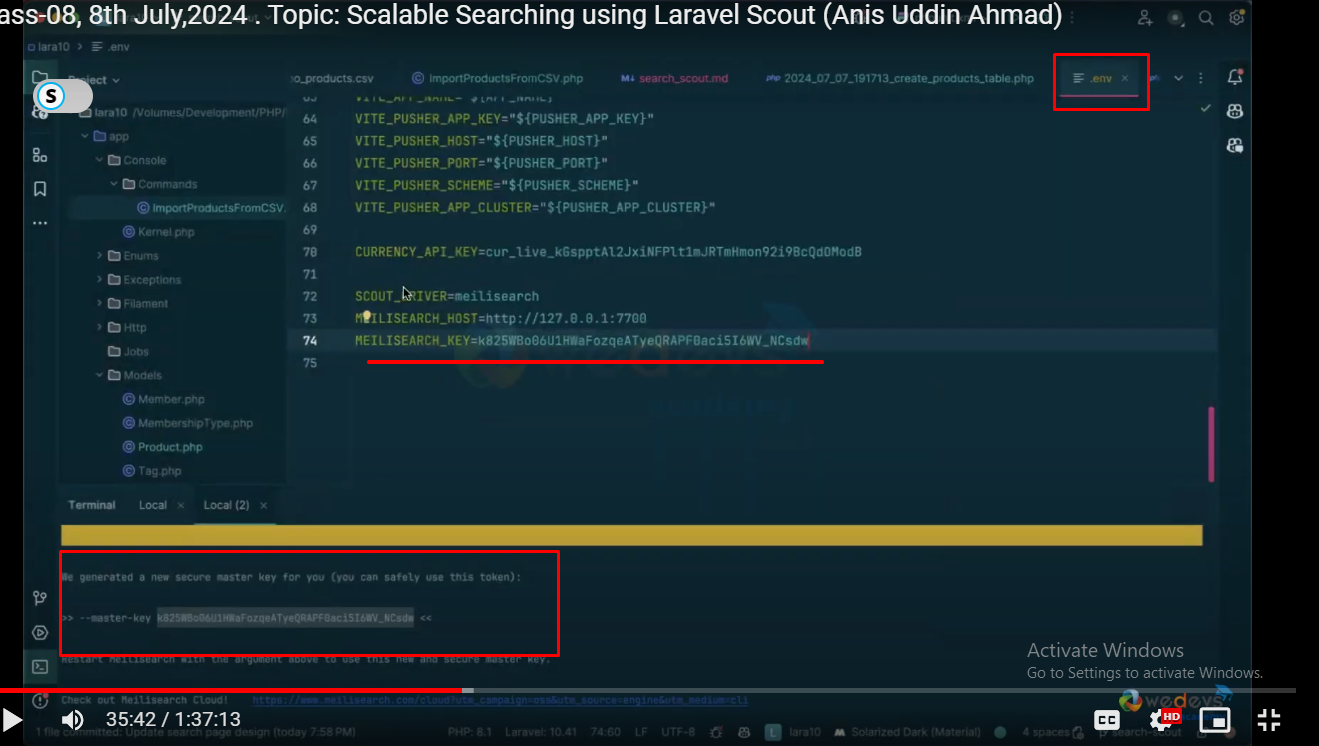 ass-08, 8th July,2024 . Topic: Scalable Searching using Laravel Scout (Anis Uddin Ahmad)
lara10 > .env
Project
o_products.csv
ImportProductsFromCSV.php
search_scout.md
2024_07_07_191713_create_products_table.php
.env
S
lara10 /Volumes/Development/PHP/
app
Console
Commands
ImportProductsFromCSV.
Kernel.php
Enums
Exceptions
Filament
Http
Jobs
Models
Member.php
MembershipType.php
Product.php
Tag.php
63 VITE_APP_NAME="${APP_NAME}"
64 VITE_PUSHER_APP_KEY="${PUSHER_APP_KEY}"
65 VITE_PUSHER_HOST="${PUSHER_HOST}"
66 VITE_PUSHER_PORT="${PUSHER_PORT}"
67 VITE_PUSHER_SCHEME="${PUSHER_SCHEME}"
68 VITE_PUSHER_APP_CLUSTER="${PUSHER_APP_CLUSTER}"
69
70 CURRENCY_API_KEY=cur_live_kGspptAl2JxiNFPlt1mJRTmHmon92i9BcQd0ModB
71
72 SCOUT_DRIVER=meilisearch
73 MEILISEARCH_HOST=http://127.0.0.1:7700
74 MEILISEARCH_KEY=k825WBo06U1HWaFozqeATyeQRAPF0aci5I6WV_NCsdw
75
Terminal Local × Local (2) ×
We generated a new secure master key for you (you can safely use this token):
>> --master-key k825WBo06U1HWaFozqeATyeQRAPF0aci5I6WV_NCsdw <<
Restart Meilisearch with the argument above to use this new and secure master key.
Check out Meilisearch Cloud! https://www.meilisearch.com/cloud?utm_campaign=oss&utm_source=engine&utm_medium=cli
Activate Windows
Go to Settings to activate Windows.
wedevs
35:42 / 1:37:13
CC
HD
1 file committed: Update search page design (today 7:58 PM)
PHP: 8.1 Laravel: 10.41 74:60 LF UTF-8 lara10 Solarized Dark (Material) 4 spaces search-scout